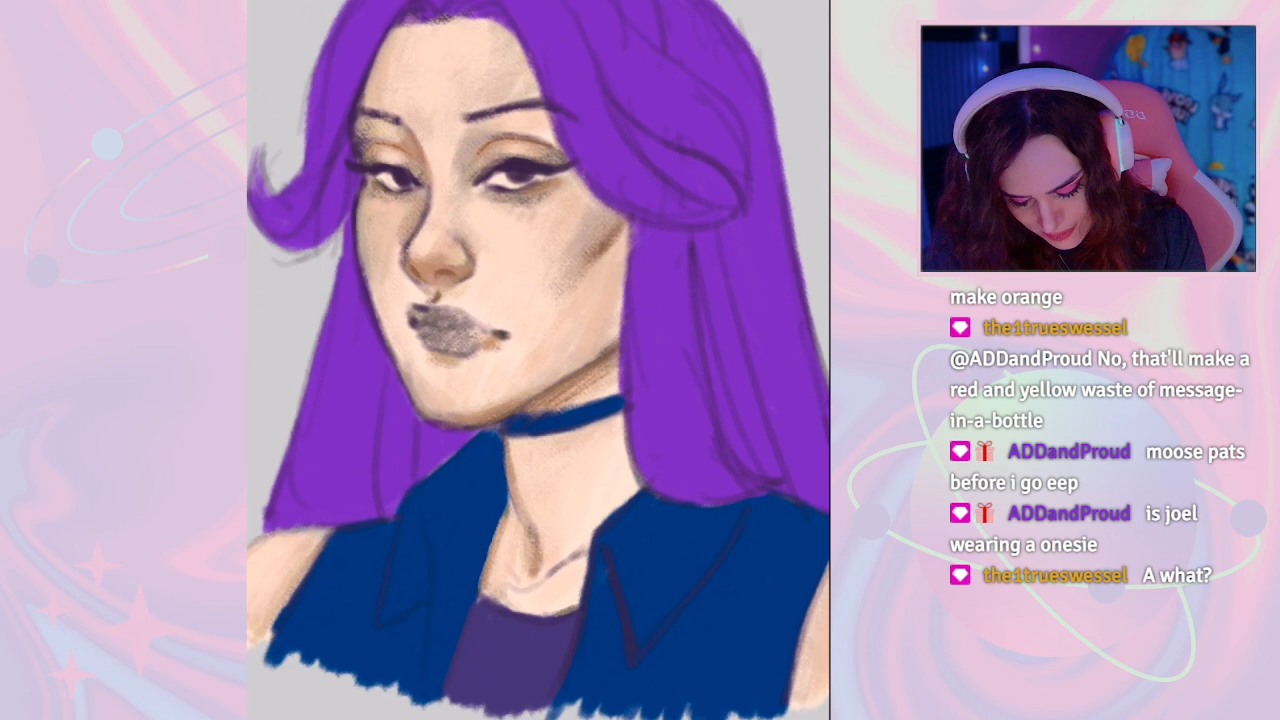 make orange
the1trueswessel
@ADDandProud No, that'll make a
red and yellow waste of message-
in-a-bottle
ADDandProud moose pats
before i go eep
ADDandProud is joel
wearing a onesie
the1trueswessel A what?